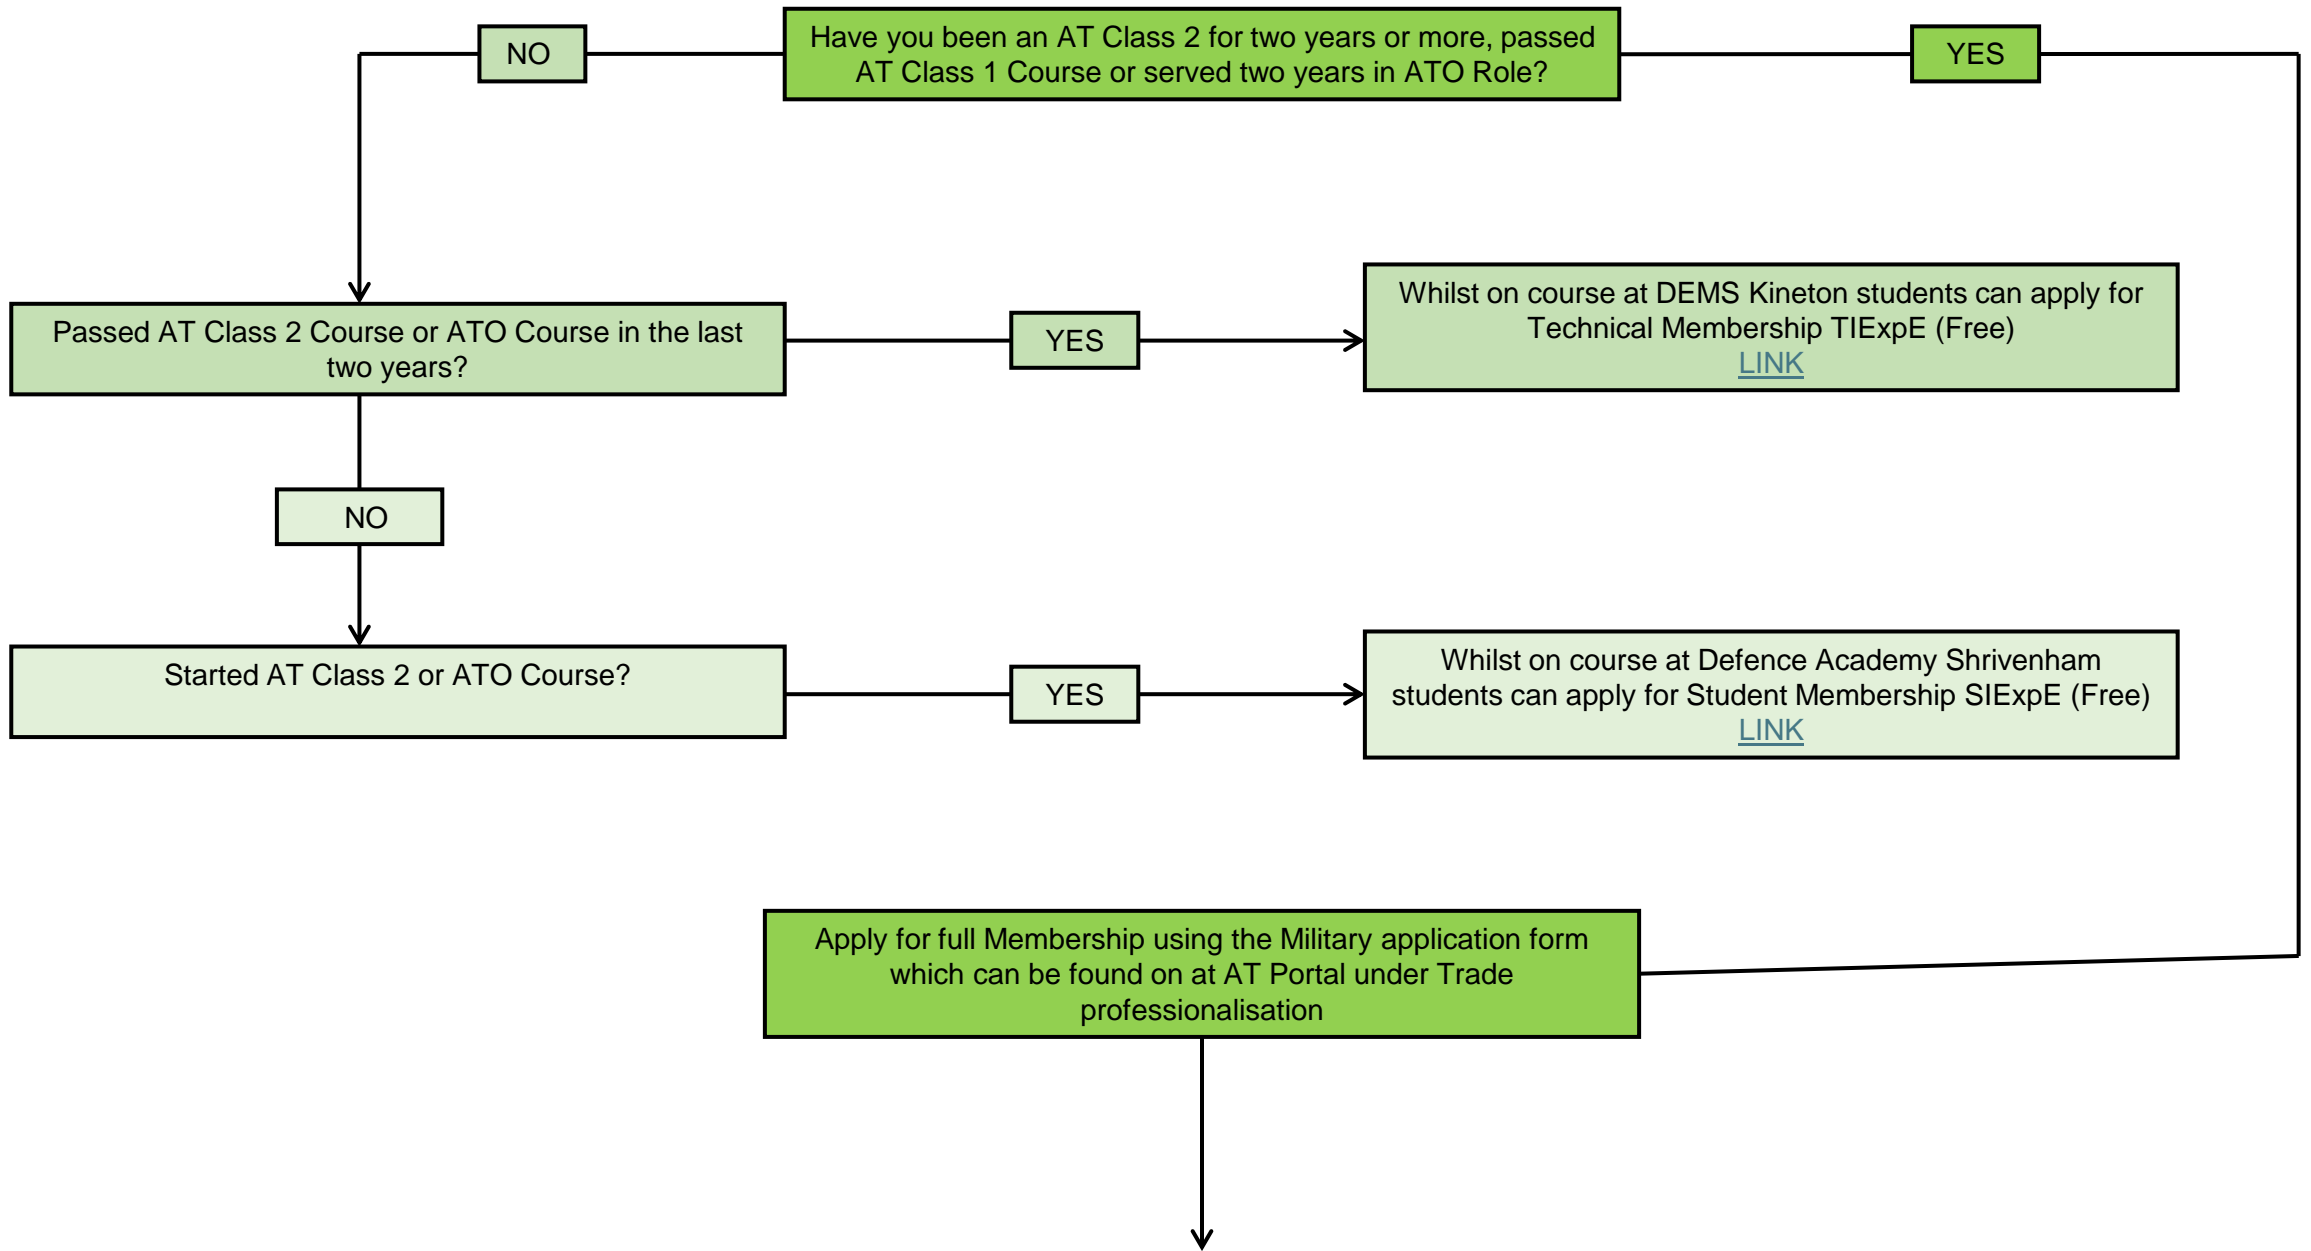 NO
Have you been an AT Class 2 for two years or more, passed
AT Class 1 Course or served two years in ATO Role?
YES
Passed AT Class 2 Course or ATO Course in the last
two years?
YES
Whilst on course at DEMS Kineton students can apply for
Technical Membership TIExpE (Free)
LINK
NO
Started AT Class 2 or ATO Course?
YES
Whilst on course at Defence Academy Shrivenham
students can apply for Student Membership SIExpE (Free)
LINK
Apply for full Membership using the Military application form
which can be found on at AT Portal under Trade
professionalisation